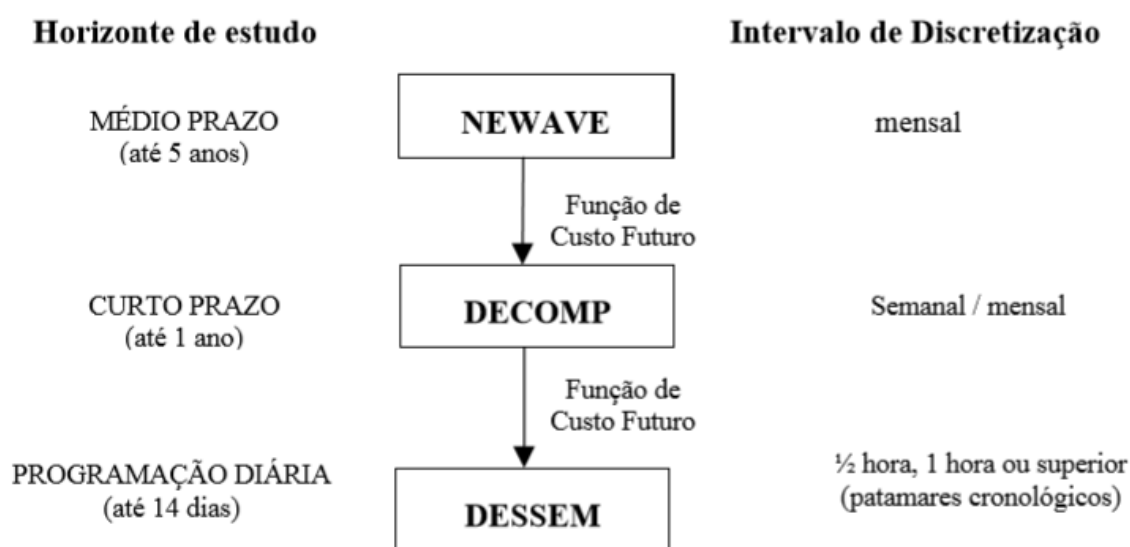 Horizonte de estudo
Intervalo de Discretização
MÉDIO PRAZO
(até 5 anos)
NEWAVE
mensal
Função de
Custo Futuro
CURTO PRAZO
(até 1 ano)
DECOMP
Semanal / mensal
Função de
Custo Futuro
PROGRAMAÇÃO DIÁRIA
(até 14 dias)
DESSEM
½ hora, 1 hora ou superior
(patamares cronológicos)